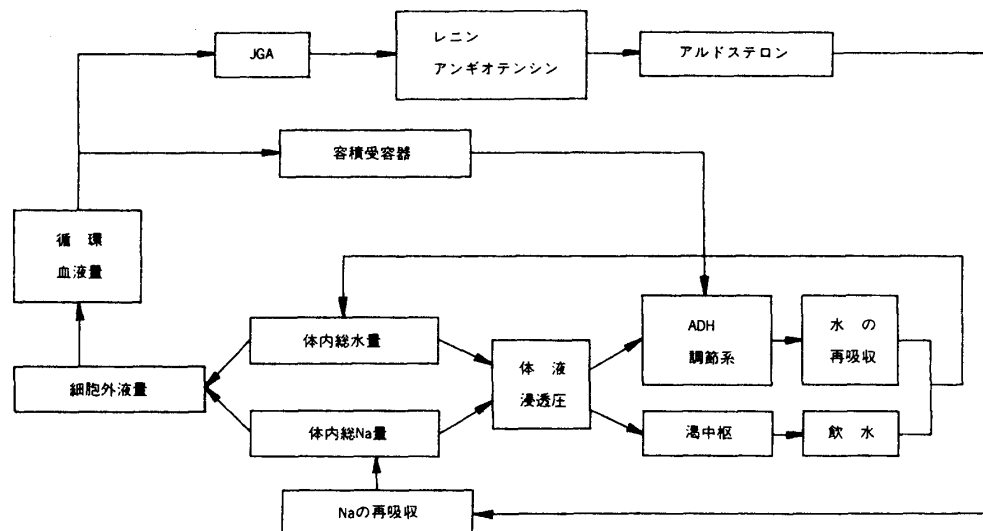 JGA
レニン
アンギオテンシン
アルドステロン
容積受容器
循環
血液量
体内総水量
ADH
調節系
水の
再吸収
体液
浸透圧
細胞外液量
体内総Na量
渇中枢
飲水
Naの再吸収